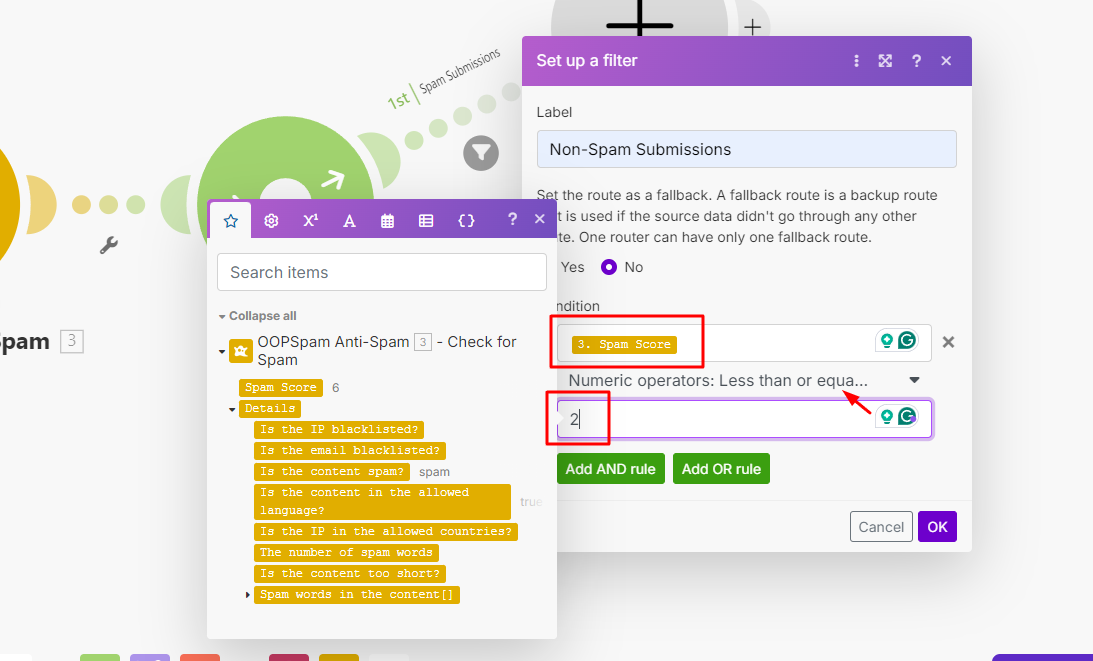 1st
Spam Submissions
Set up a filter
?
Label
Non-Spam Submissions
Set the route as a fallback. A fallback route is a backup route
t is used if the source data didn't go through any other
te. One router can have only one fallback route.
Yes
No
ndition
3. Spam Score
Numeric operators: Less than or equa...
2
Add AND rule
Add OR rule
Cancel
OK
X¹ A { } ?
Search items
Collapse all
OOPSpam Anti-Spam 3 - Check for
Spam
Spam Score 6
Details
Is the IP blacklisted?
Is the email blacklisted?
Is the content spam? spam
Is the content in the allowed
language? true
Is the IP in the allowed countries?
The number of spam words
Is the content too short?
Spam words in the content[]
pam 3